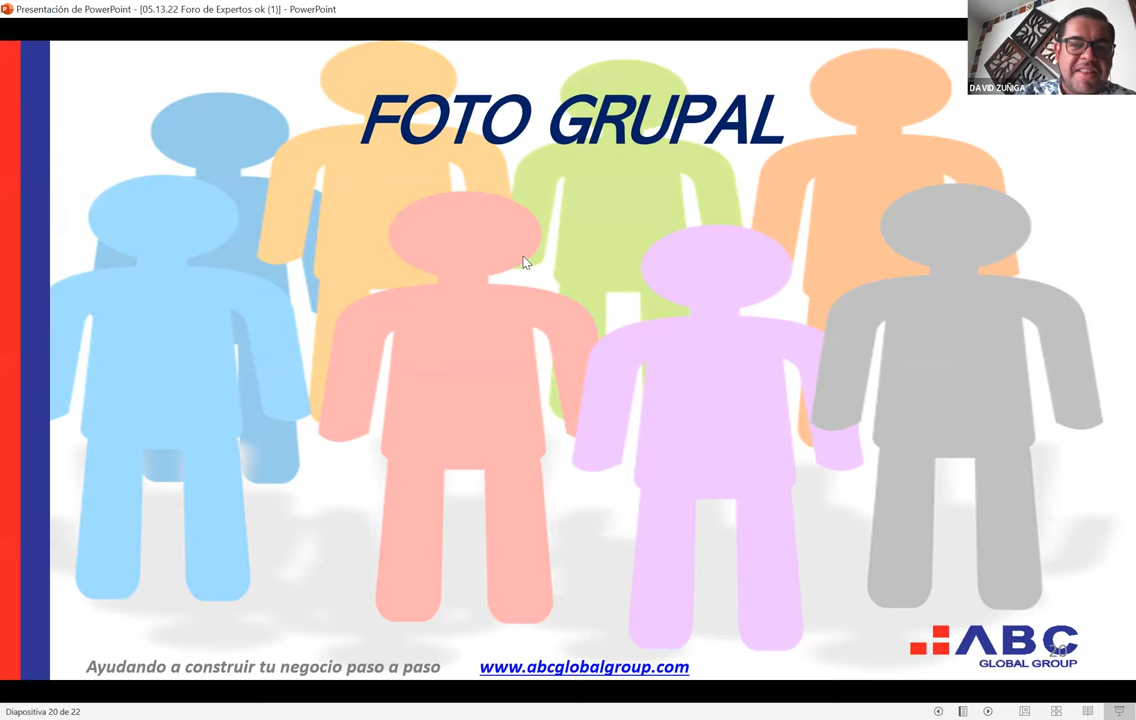 Presentación de PowerPoint - [05.13.22 Foro de Expertos ok (1)] - PowerPoint
DAVID ZUÑIGA
FOTO GRUPAL
ABC
GLOBAL GROUP
20
Ayudando a construir tu negocio paso a paso
www.abcglobalgroup.com
Diapositiva 20 de 22